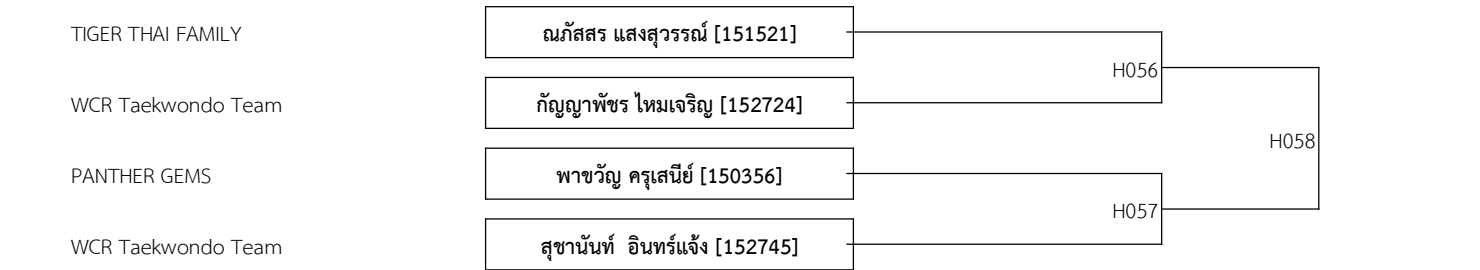 TIGER THAI FAMILY
ณภัสสร แสงสุวรรณ์ [151521]
H056
WCR Taekwondo Team
กัญญาพัชร ไหมเจริญ [152724]
H058
PANTHER GEMS
พาขวัญ ครุเสนีย์ [150356]
H057
WCR Taekwondo Team
สุชานันท์  อินทร์แจ้ง [152745]